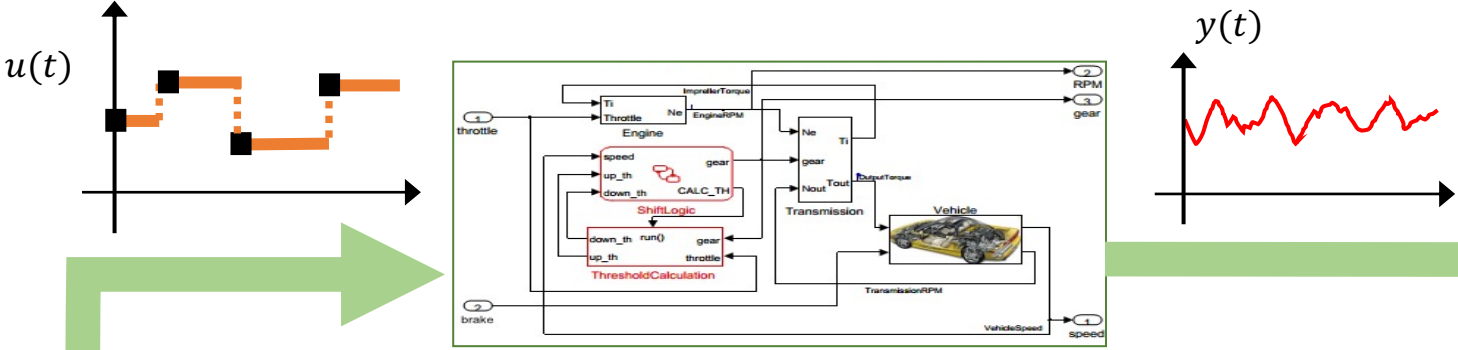 u(t)
y(t)
2
RPM
ImprellerTorque
3
gear
Ti
Throttle
Ne
Engine
EngineRPM
1
throttle
Ne
Ti
gear
Tout
Nout
OutputTorque
Transmission
speed
gear
up_th
down_th
CALC_TH
ShiftLogic
Vehicle
run()
down_th
gear
up_th
throttle
ThresholdCalculation
TransmissionRPM
2
brake
VehicleSpeed
1
speed